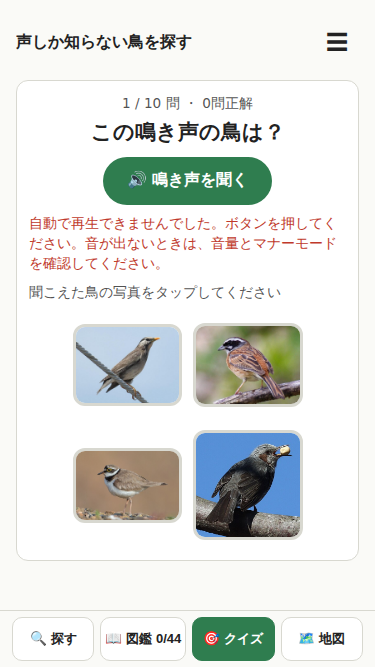 声しか知らない鳥を探す
1 / 10 問 ・ 0問正解
この鳴き声の鳥は？
🔊 鳴き声を聞く
自動で再生できませんでした。ボタンを押してく
ださい。音が出ないときは、音量とマナーモード
を確認してください。
聞こえた鳥の写真をタップしてください
🔍 探す
📖 図鑑 0/44
🎯 クイズ
🗺️ 地図